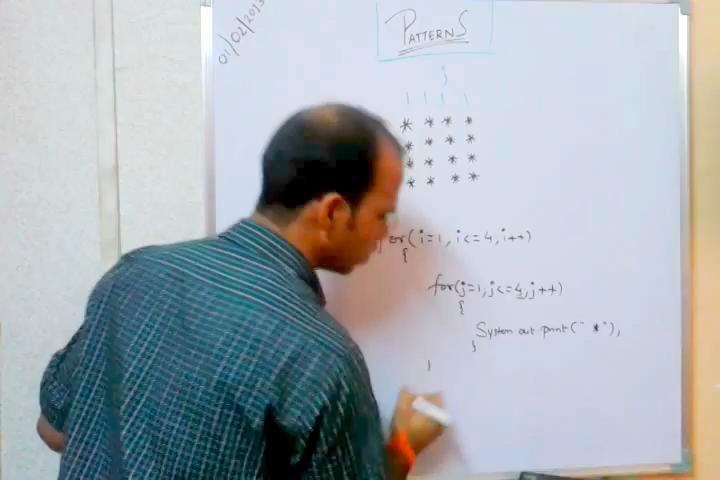 01/02/2013
PATTERNS
j
| | | |
* * * *
* * * *
* * * *
* * * *
for(i=1, i<=4, i++)
{
for(j=1, j<=4, j++)
{
System out print(" *"),
}
}